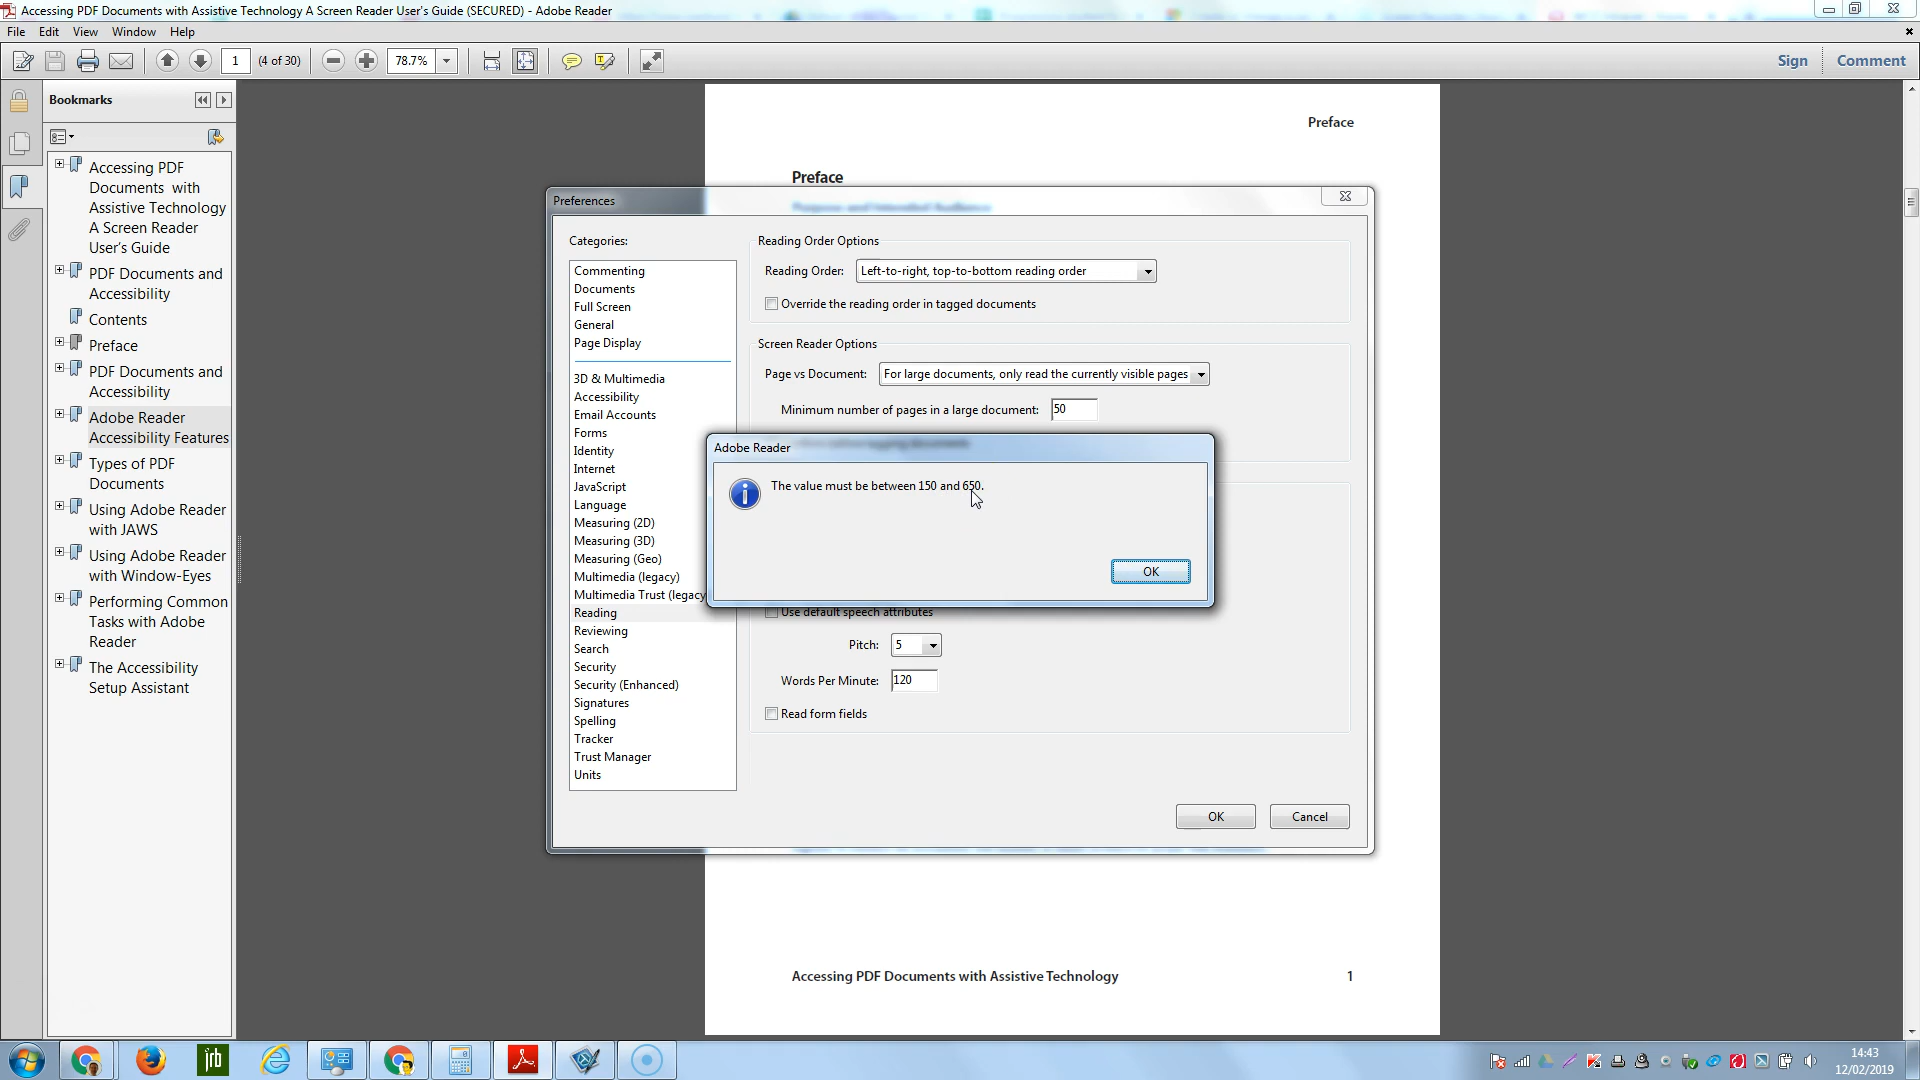 Accessing PDF Documents with Assistive Technology A Screen Reader User's Guide (SECURED) - Adobe Reader
File Edit View Window Help
1 (4 of 30) 78.7% Sign Comment
Bookmarks
Accessing PDF
Documents with
Assistive Technology
A Screen Reader
User's Guide
PDF Documents and
Accessibility
Contents
Preface
PDF Documents and
Accessibility
Adobe Reader
Accessibility Features
Types of PDF
Documents
Using Adobe Reader
with JAWS
Using Adobe Reader
with Window-Eyes
Performing Common
Tasks with Adobe
Reader
The Accessibility
Setup Assistant
Preface
Preface
Purpose and Intended Audience
Preferences
Categories:
Commenting
Documents
Full Screen
General
Page Display
3D & Multimedia
Accessibility
Email Accounts
Forms
Identity
Internet
JavaScript
Language
Measuring (2D)
Measuring (3D)
Measuring (Geo)
Multimedia (legacy)
Multimedia Trust (legacy
Reading
Reviewing
Search
Security
Security (Enhanced)
Signatures
Spelling
Tracker
Trust Manager
Units
Reading Order Options
Reading Order: Left-to-right, top-to-bottom reading order
Override the reading order in tagged documents
Screen Reader Options
Page vs Document: For large documents, only read the currently visible pages
Minimum number of pages in a large document: 50
Adobe Reader
The value must be between 150 and 650.
OK
Use default speech attributes
Pitch: 5
Words Per Minute: 120
Read form fields
OK Cancel
Accessing PDF Documents with Assistive Technology 1
jrb
14:43
12/02/2019